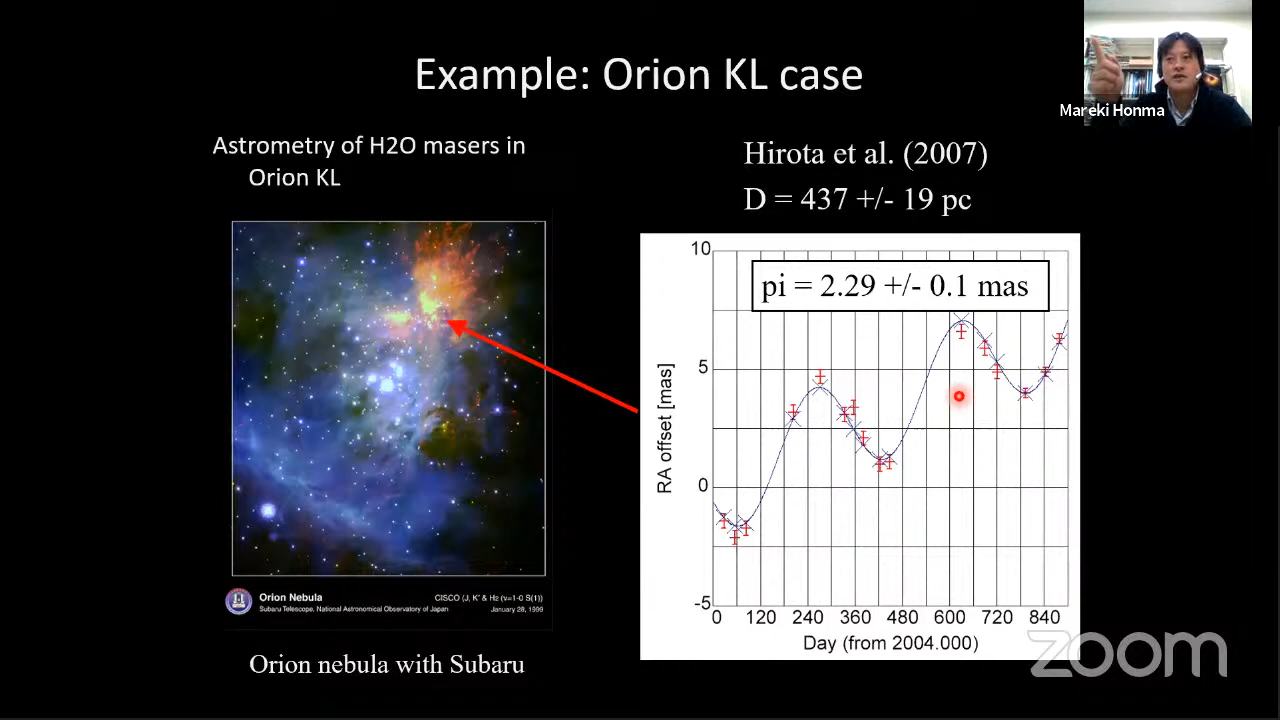 Example: Orion KL case
Mareki Honma
Astrometry of H2O masers in
Orion KL
Hirota et al. (2007)
D = 437 +/- 19 pc
pi = 2.29 +/- 0.1 mas
10
5
0
-5
RA offset [mas]
0 120 240 360 480 600 720 840
Day (from 2004.000)
Orion Nebula
CISCO (J, K' & H2 (v=1-0 S(1))
Subaru Telescope, National Astronomical Observatory of Japan
January 28, 1999
Orion nebula with Subaru
zoom